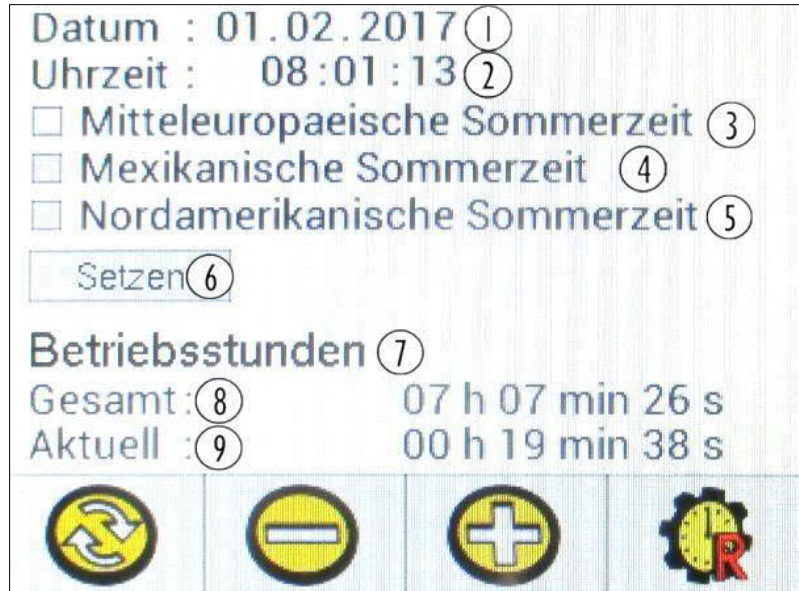 Datum : 01.02.2017 1
Uhrzeit : 08:01:13 2
Mitteleuropaeische Sommerzeit 3
Mexikanische Sommerzeit 4
Nordamerikanische Sommerzeit 5
Setzen 6
Betriebsstunden 7
Gesamt : 8 07 h 07 min 26 s
Aktuell : 9 00 h 19 min 38 s
R